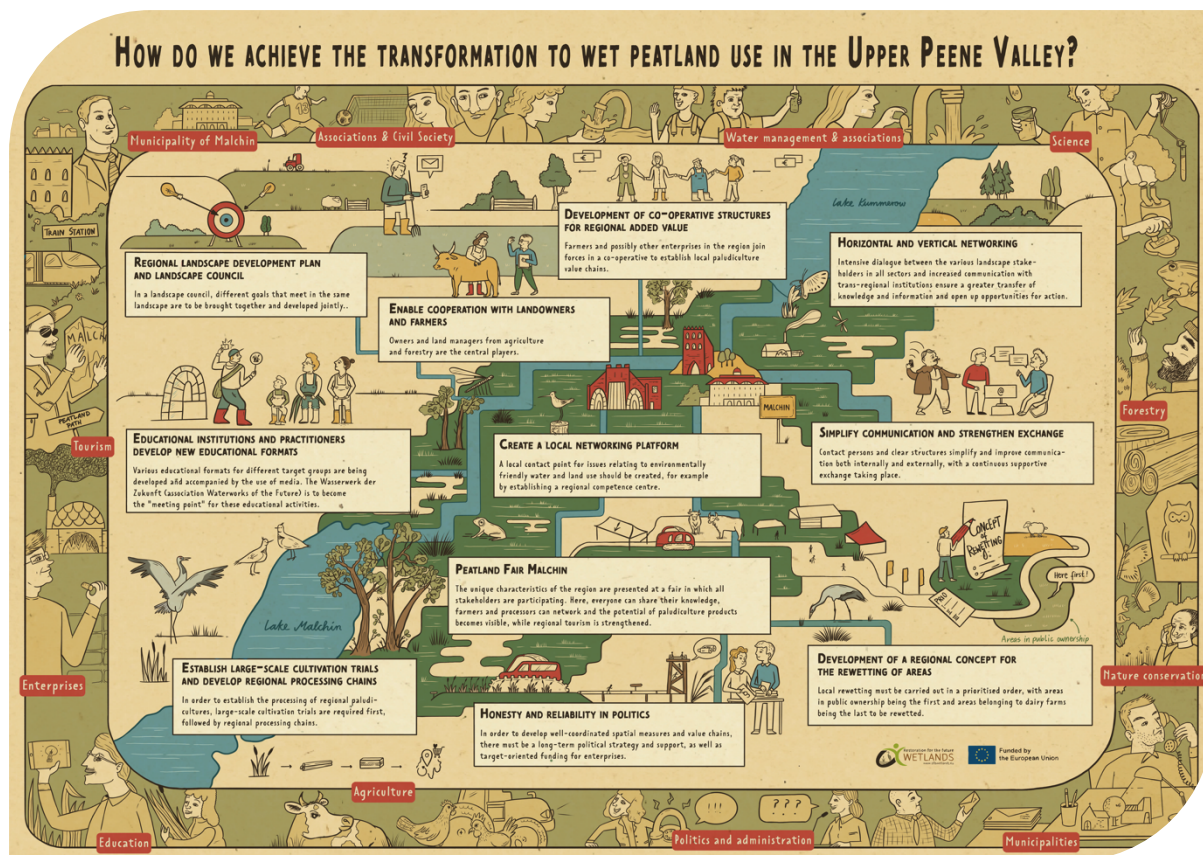 HOW DO WE ACHIEVE THE TRANSFORMATION TO WET PEATLAND USE IN THE UPPER PEENE VALLEY?
Municipality of Malchin
Associations & Civil Society
Water management & associations
Science
TRAIN STATION
Lake Kummerow
REGIONAL LANDSCAPE DEVELOPMENT PLAN
AND LANDSCAPE COUNCIL
In a landscape council, different goals that meet in the same
landscape are to be brought together and developed jointly..
DEVELOPMENT OF CO-OPERATIVE STRUCTURES
FOR REGIONAL ADDED VALUE
Farmers and possibly other enterprises in the region join
forces in a co-operative to establish local paludiculture
value chains.
HORIZONTAL AND VERTICAL NETWORKING
Intensive dialogue between the various landscape stake-
holders in all sectors and increased communication with
trans-regional institutions ensure a greater transfer of
knowledge and information and open up opportunities for action.
ENABLE COOPERATION WITH LANDOWNERS
AND FARMERS
Owners and land managers from agriculture
and forestry are the central players.
MALCH
PEATLAND
PATH
Tourism
MALCHIN
Forestry
EDUCATIONAL INSTITUTIONS AND PRACTITIONERS
DEVELOP NEW EDUCATIONAL FORMATS
Various educational formats for different target groups are being
developed and accompanied by the use of media. The Wasserwerk der
Zukunft (association Waterworks of the Future) is to become
the "meeting point" for these educational activities.
CREATE A LOCAL NETWORKING PLATFORM
A local contact point for issues relating to environmentally
friendly water and land use should be created, for example
by establishing a regional competence centre.
SIMPLIFY COMMUNICATION AND STRENGTHEN EXCHANGE
Contact persons and clear structures simplify and improve communica-
tion both internally and externally, with a continuous supportive
exchange taking place.
CONCEPT
of
REWETTING
Here first!
Areas in public ownership
PEATLAND FAIR MALCHIN
The unique characteristics of the region are presented at a fair in which all
stakeholders are participating. Here, everyone can share their knowledge,
farmers and processors can network and the potential of paludiculture products
becomes visible, while regional tourism is strengthened.
Lake Malchin
ESTABLISH LARGE-SCALE CULTIVATION TRIALS
AND DEVELOP REGIONAL PROCESSING CHAINS
In order to establish the processing of regional paludi-
cultures, large-scale cultivation trials are required first,
followed by regional processing chains.
DEVELOPMENT OF A REGIONAL CONCEPT FOR
THE REWETTING OF AREAS
Local rewetting must be carried out in a prioritised order, with areas
in public ownership being the first and areas belonging to dairy farms
being the last to be rewetted.
Enterprises
Nature conservation
HONESTY AND RELIABILITY IN POLITICS
In order to develop well-coordinated spatial measures and value chains,
there must be a long-term political strategy and support, as well as
target-oriented funding for enterprises.
Restoration for the future
WETLANDS
Funded by
the European Union
Agriculture
!!!
???
Education
Politics and administration
Municipalities